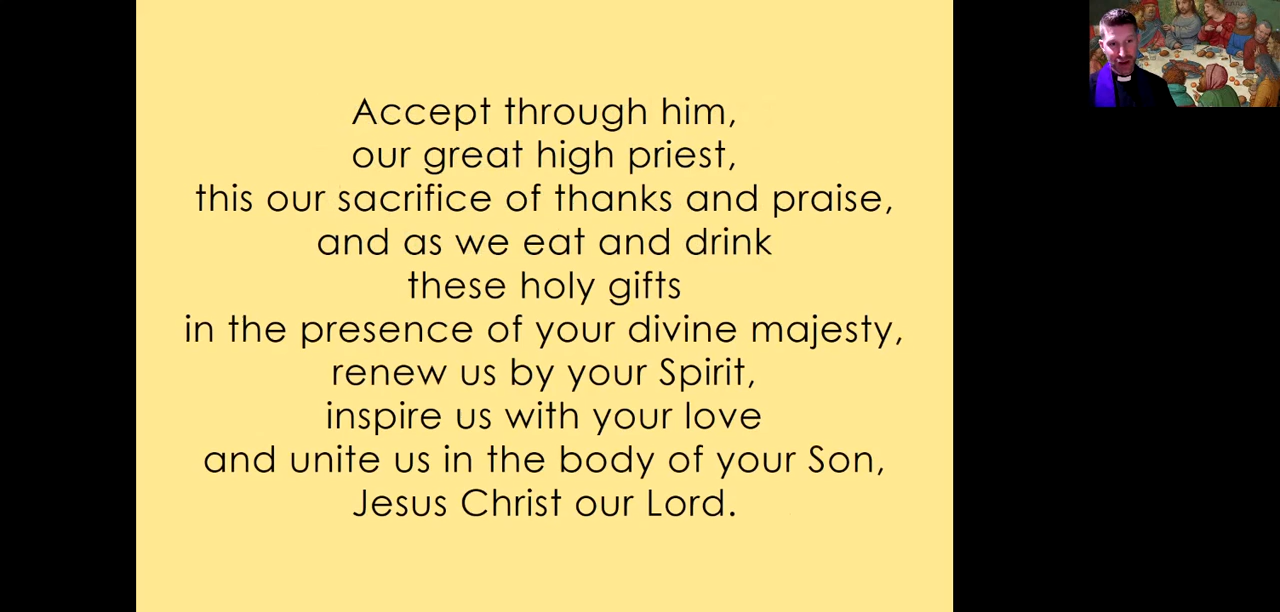 Accept through him,
our great high priest,
this our sacrifice of thanks and praise,
and as we eat and drink
these holy gifts
in the presence of your divine majesty,
renew us by your Spirit,
inspire us with your love
and unite us in the body of your Son,
Jesus Christ our Lord.